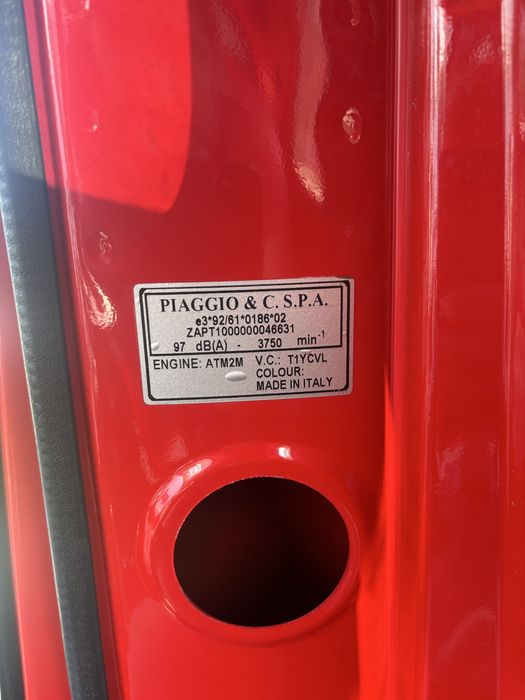 PIAGGIO & C. S.P.A.
e3*92/61*0186*02
ZAPT1000000046631
97 dB(A) - 3750 min-1
ENGINE: ATM2M V.C.: T1YCVL
COLOUR:
MADE IN ITALY